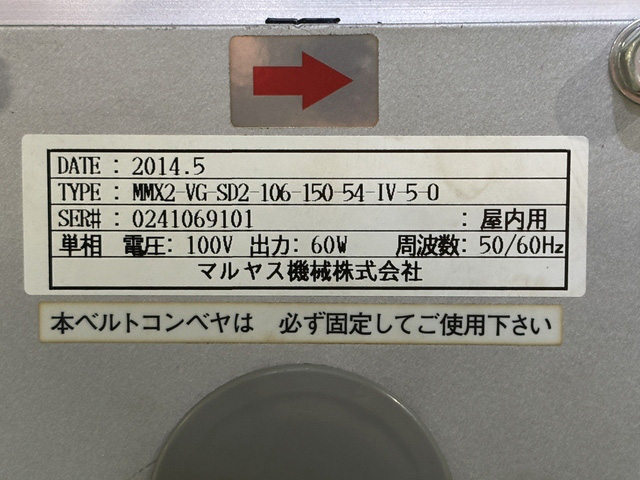 DATE : 2014.5
TYPE : MMX2-VG-SD2-106-150-54-IV-5-0
SER# : 0241069101 : 屋内用
単相 電圧: 100V 出力: 60W 周波数: 50/60Hz
マルヤス機械株式会社
本ベルトコンベヤは 必ず固定してご使用下さい